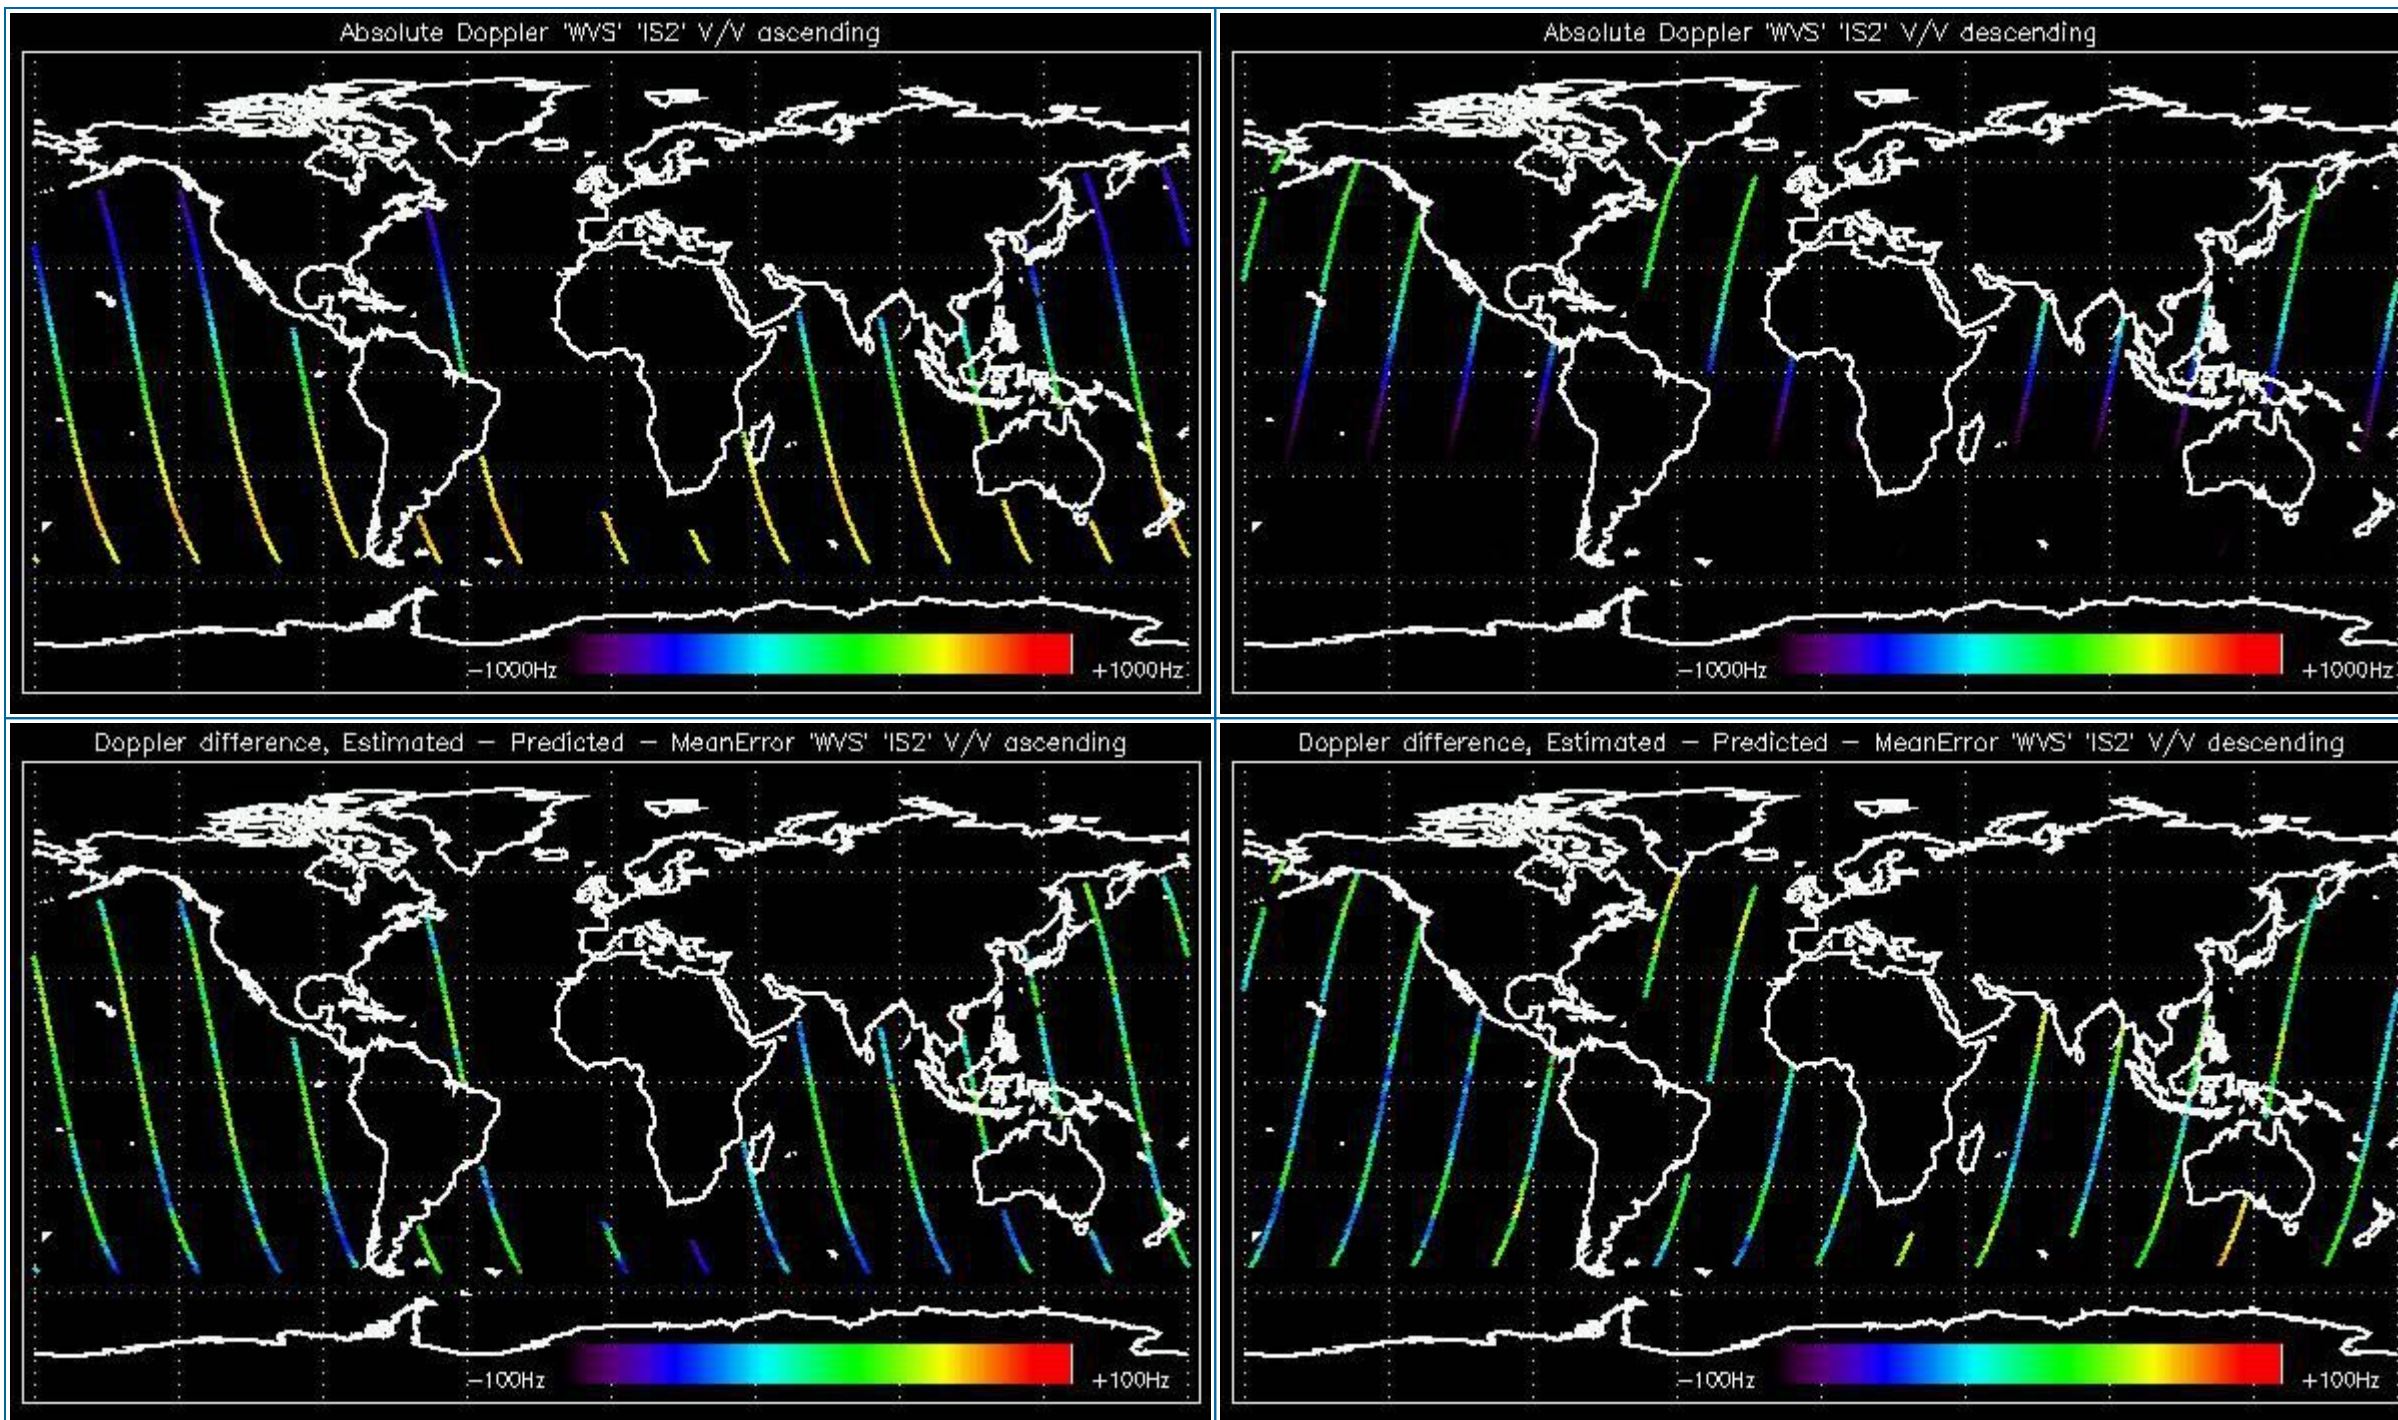 Absolute Doppler 'WVS' 'IS2' V/V ascending
−1000Hz
+1000Hz
Absolute Doppler 'WVS' 'IS2' V/V descending
−1000Hz
+1000Hz
Doppler difference, Estimated − Predicted − MeanError 'WVS' 'IS2' V/V ascending
−100Hz
+100Hz
Doppler difference, Estimated − Predicted − MeanError 'WVS' 'IS2' V/V descending
−100Hz
+100Hz